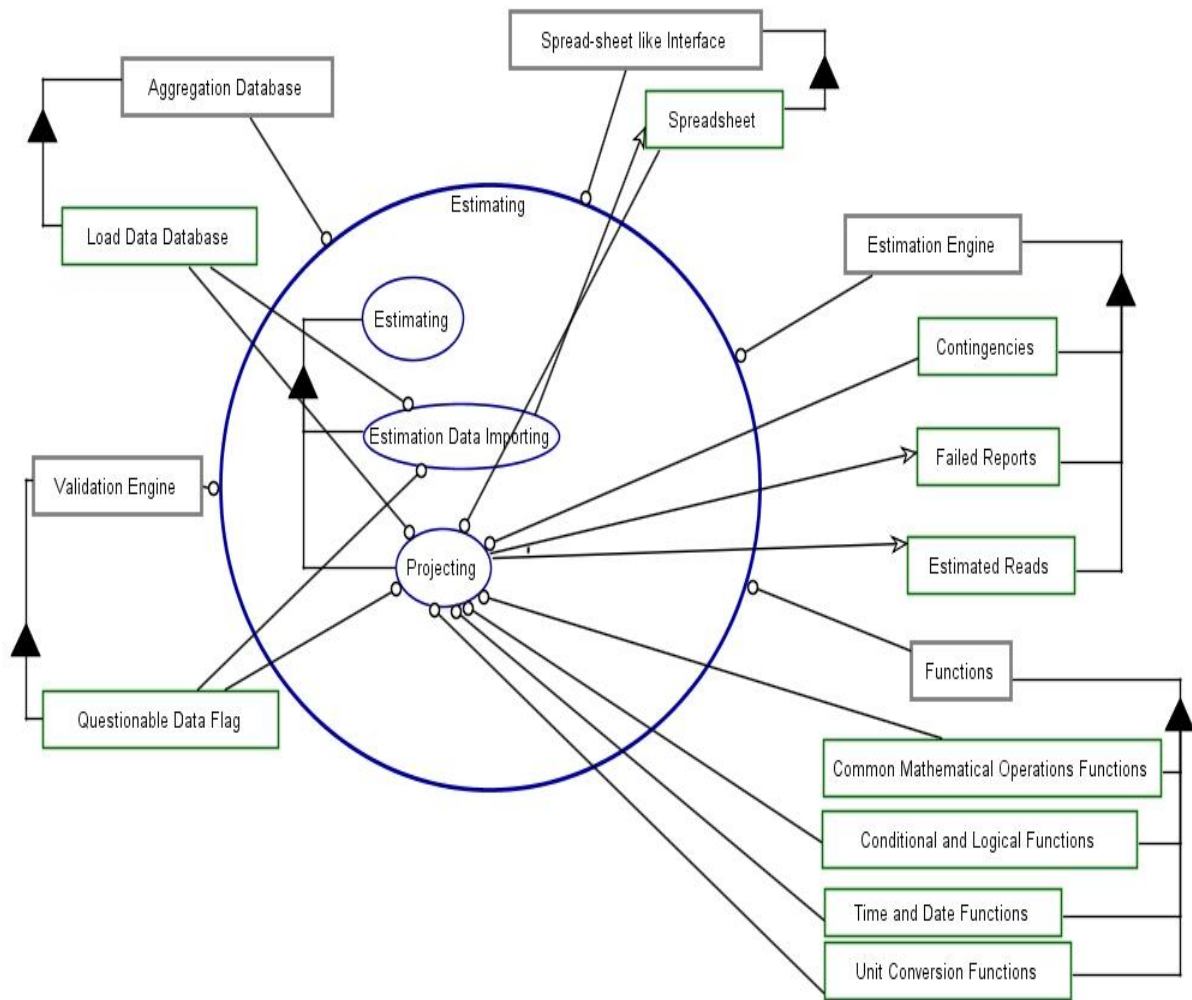 Spread-sheet like Interface
Aggregation Database
Spreadsheet
Estimating
Load Data Database
Estimation Engine
Estimating
Contingencies
Estimation Data Importing
Failed Reports
Validation Engine
Projecting
Estimated Reads
Functions
Questionable Data Flag
Common Mathematical Operations Functions
Conditional and Logical Functions
Time and Date Functions
Unit Conversion Functions